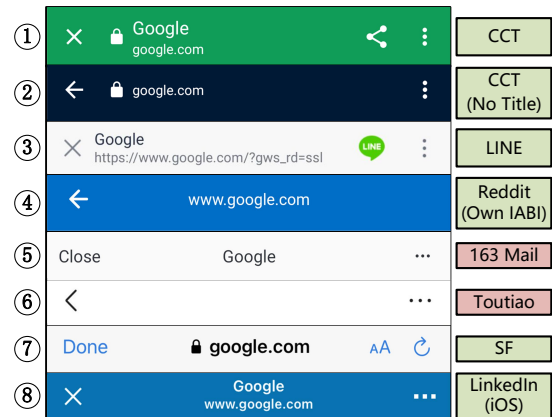 ① Google CCT
google.com
② google.com CCT
(No Title)
③ Google LINE LINE
https://www.google.com/?gws_rd=ssl
④ www.google.com Reddit
(Own IABI)
⑤ Close Google ... 163 Mail
⑥ ... Toutiao
⑦ Done google.com AA SF
⑧ Google LinkedIn
www.google.com ... (iOS)